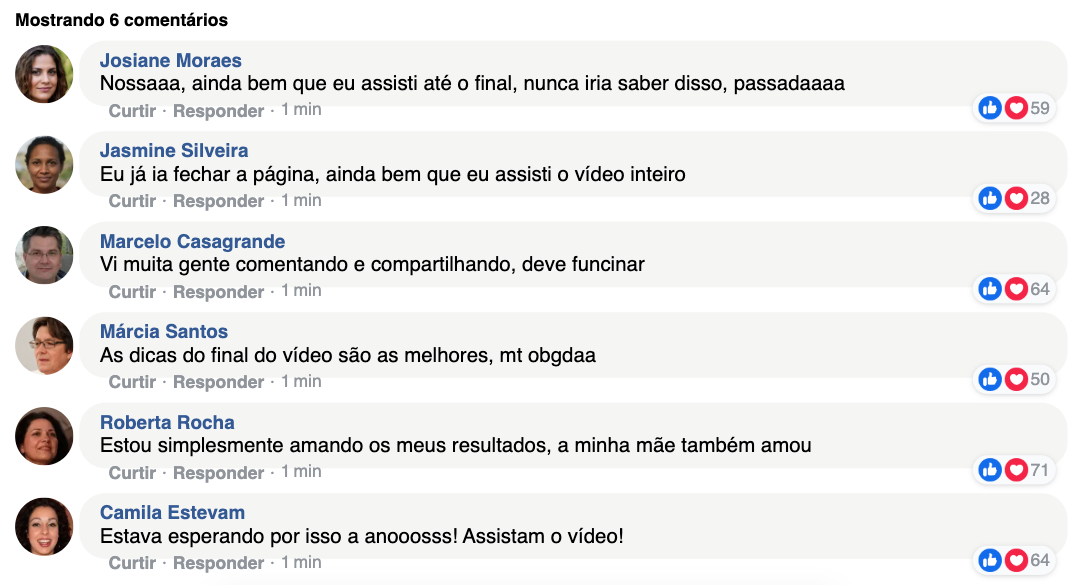 Mostrando 6 comentários
Josiane Moraes
Nossaaa, ainda bem que eu assisti até o final, nunca iria saber disso, passadaaaa
Curtir · Responder · 1 min
59
Jasmine Silveira
Eu já ia fechar a página, ainda bem que eu assisti o vídeo inteiro
Curtir · Responder · 1 min
28
Marcelo Casagrande
Vi muita gente comentando e compartilhando, deve funcinar
Curtir · Responder · 1 min
64
Márcia Santos
As dicas do final do vídeo são as melhores, mt obgdaa
Curtir · Responder · 1 min
50
Roberta Rocha
Estou simplesmente amando os meus resultados, a minha mãe também amou
Curtir · Responder · 1 min
71
Camila Estevam
Estava esperando por isso a anooosss! Assistam o vídeo!
Curtir · Responder · 1 min
64